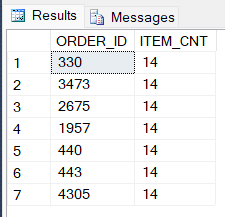 Results Messages
ORDER_ID ITEM_CNT
1 330 14
2 3473 14
3 2675 14
4 1957 14
5 440 14
6 443 14
7 4305 14